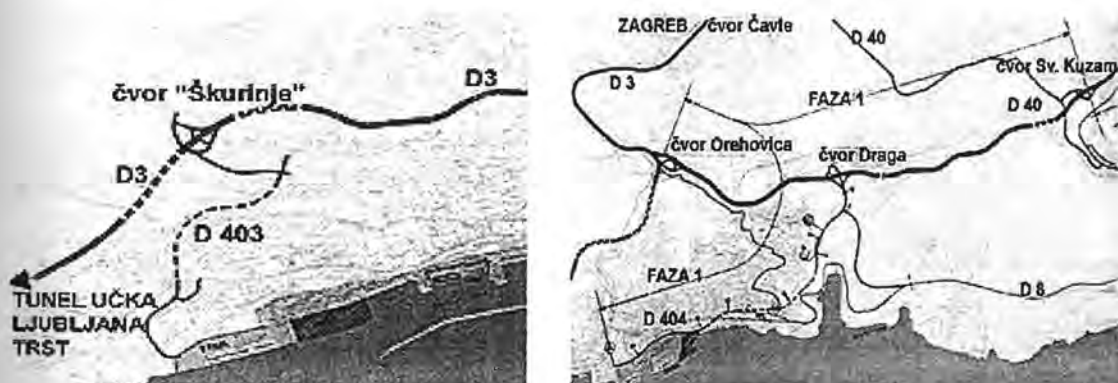 čvor "Škurinje"
D3
D3
D 403
TUNEL UČKA
LJUBLJANA
TRST
ZAGREB
čvor Čavle
D 40
D 3
čvor Sv. Kuzam
FAZA 1
D 40
čvor Orehovica
čvor Draga
FAZA 1
D 8
D 404